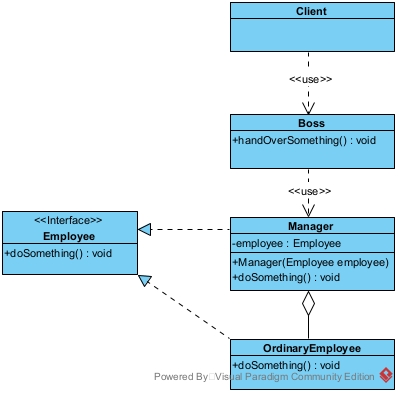 Client
<<use>>
Boss
+handOverSomething() : void
<<use>>
<<Interface>>
Employee
+doSomething() : void
Manager
-employee : Employee
+Manager(Employee employee)
+doSomething() : void
OrdinaryEmployee
+doSomething() : void
Powered By Visual Paradigm Community Edition